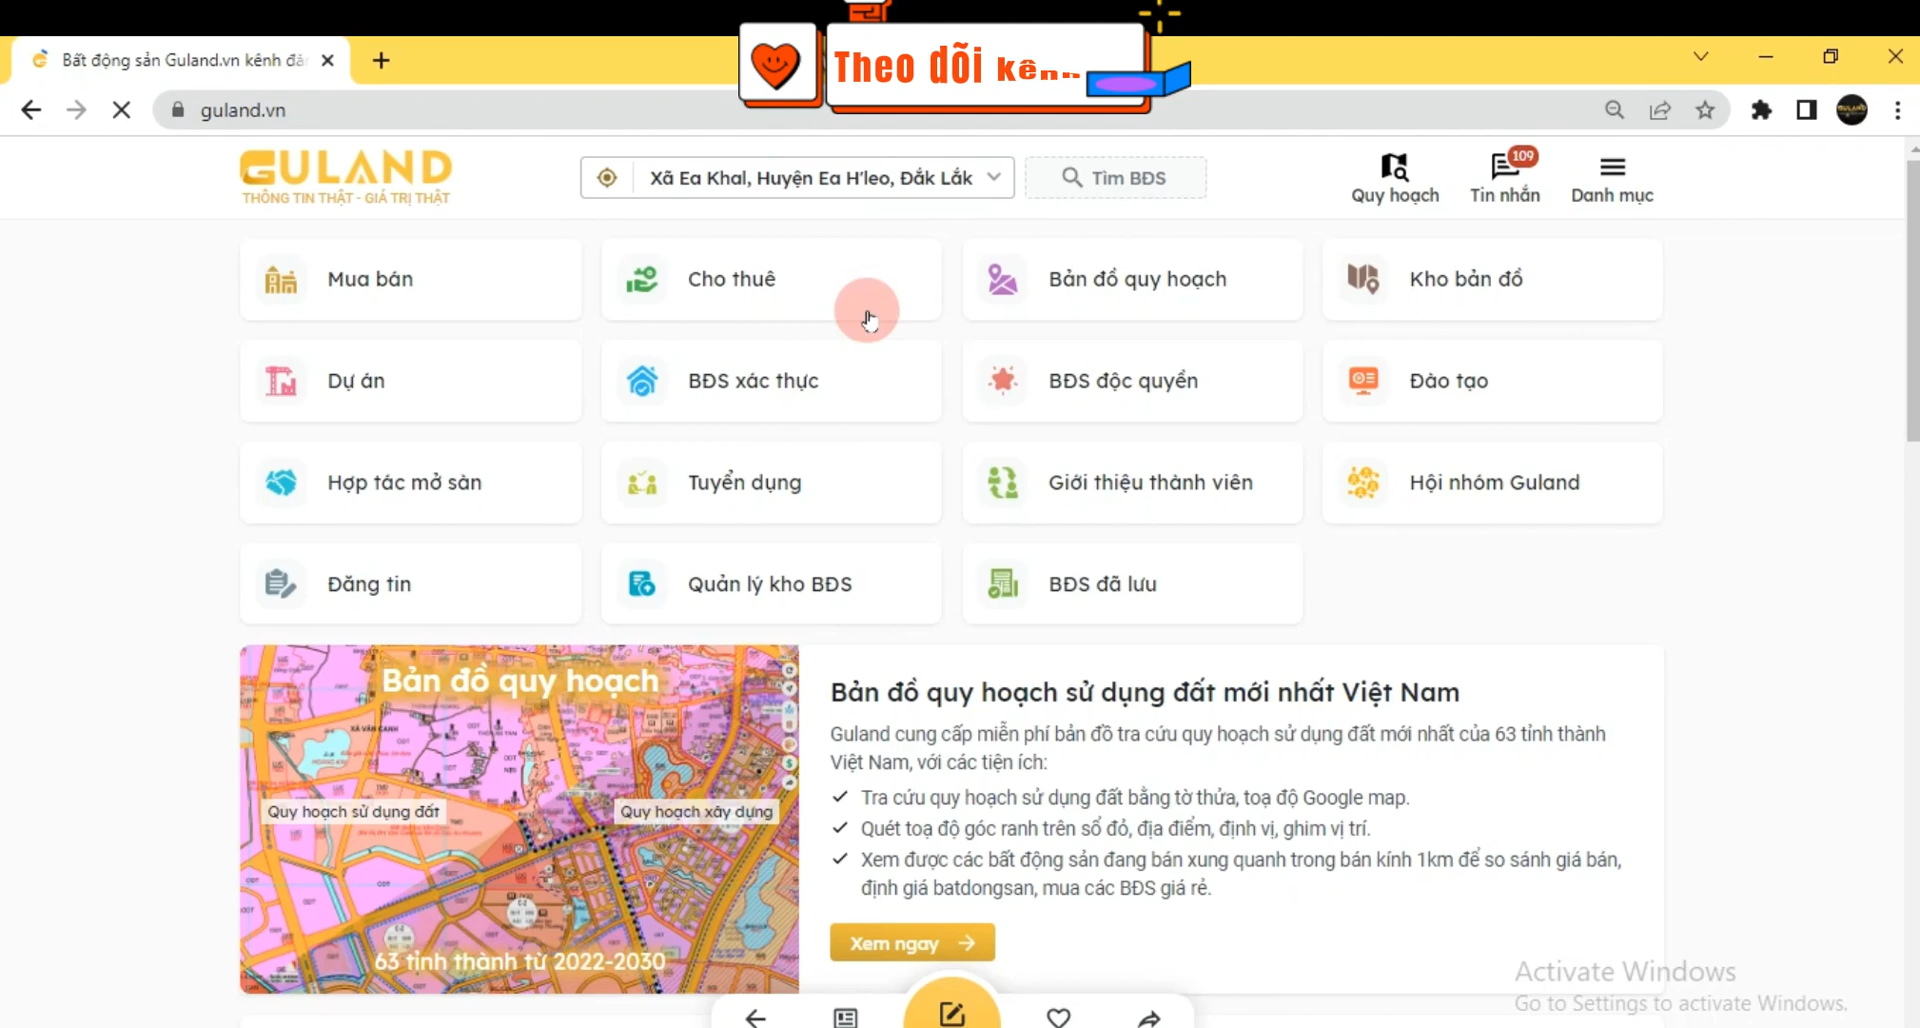 Theo dõi kên
Bất động sản Guland.vn kênh đăn
guland.vn
GULAND
THÔNG TIN THẬT - GIÁ TRỊ THẬT
Xã Ea Khal, Huyện Ea H'leo, Đắk Lắk
Tìm BĐS
Quy hoạch
109
Tin nhắn
Danh mục
Mua bán
Cho thuê
Bản đồ quy hoạch
Kho bản đồ
Dự án
BĐS xác thực
BĐS độc quyền
Đào tạo
Hợp tác mở sàn
Tuyển dụng
Giới thiệu thành viên
Hội nhóm Guland
Đăng tin
Quản lý kho BĐS
BĐS đã lưu
Bản đồ quy hoạch
XÃ VÂN CANH
Quy hoạch sử dụng đất
Quy hoạch xây dựng
63 tỉnh thành từ 2022-2030
Bản đồ quy hoạch sử dụng đất mới nhất Việt Nam
Guland cung cấp miễn phí bản đồ tra cứu quy hoạch sử dụng đất mới nhất của 63 tỉnh thành
Việt Nam, với các tiện ích:
Tra cứu quy hoạch sử dụng đất bằng tờ thửa, toạ độ Google map.
Quét toạ độ góc ranh trên sổ đỏ, địa điểm, định vị, ghim vị trí.
Xem được các bất động sản đang bán xung quanh trong bán kính 1km để so sánh giá bán,
định giá batdongsan, mua các BĐS giá rẻ.
Xem ngay
Activate Windows
Go to Settings to activate Windows.